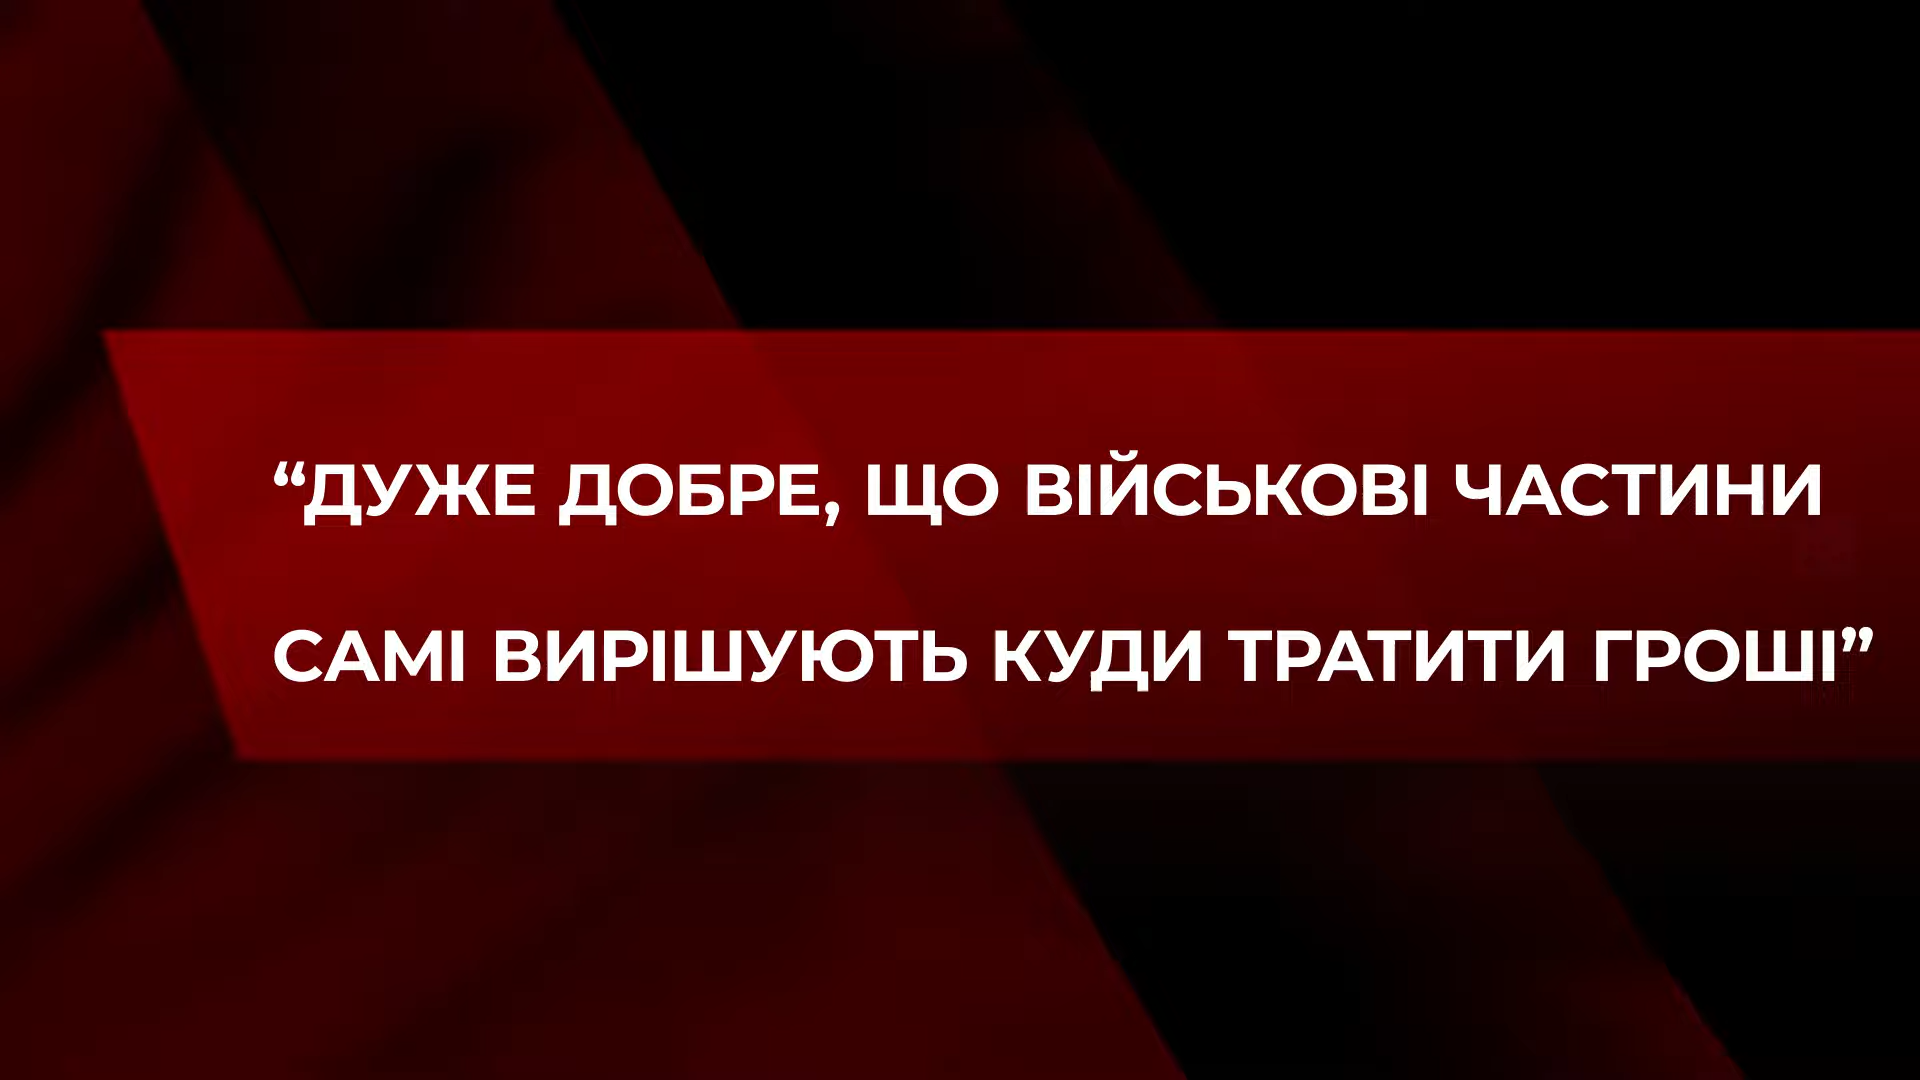 “ДУЖЕ ДОБРЕ, ЩО ВІЙСЬКОВІ ЧАСТИНИ
САМІ ВИРІШУЮТЬ КУДИ ТРАТИТИ ГРОШІ”